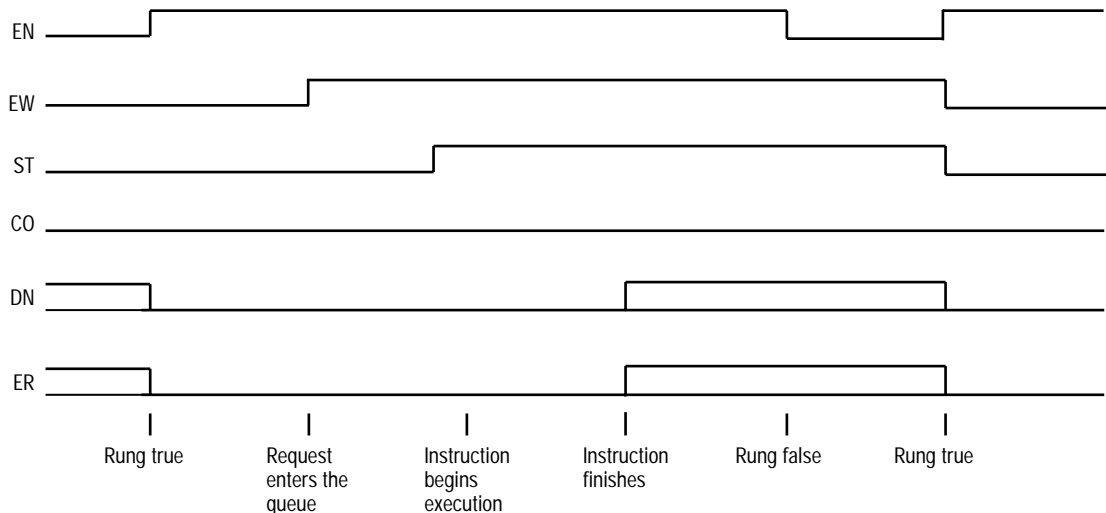 EN
EW
ST
CO
DN
ER
Rung true
Request
enters the
queue
Instruction
begins
execution
Instruction
finishes
Rung false
Rung true